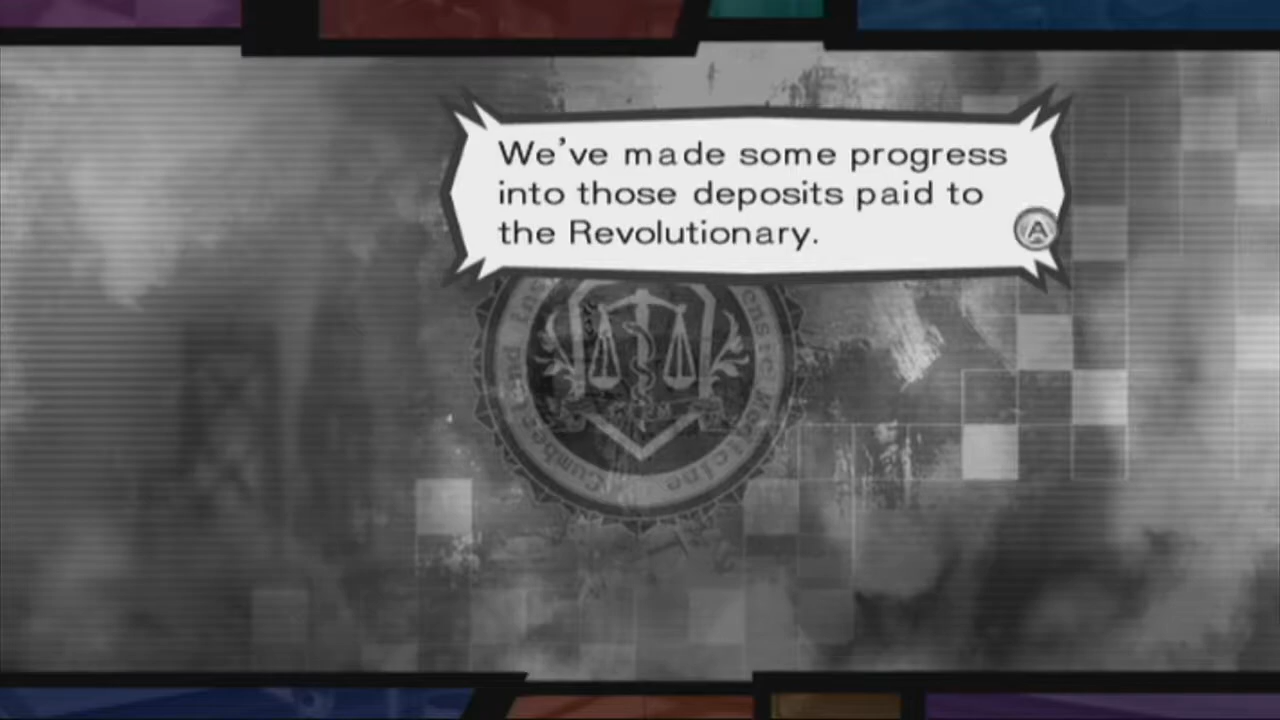 We've made some progress
into those deposits paid to
the Revolutionary.
A